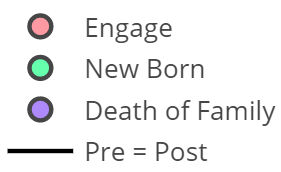 Engage
New Born
Death of Family
Pre = Post